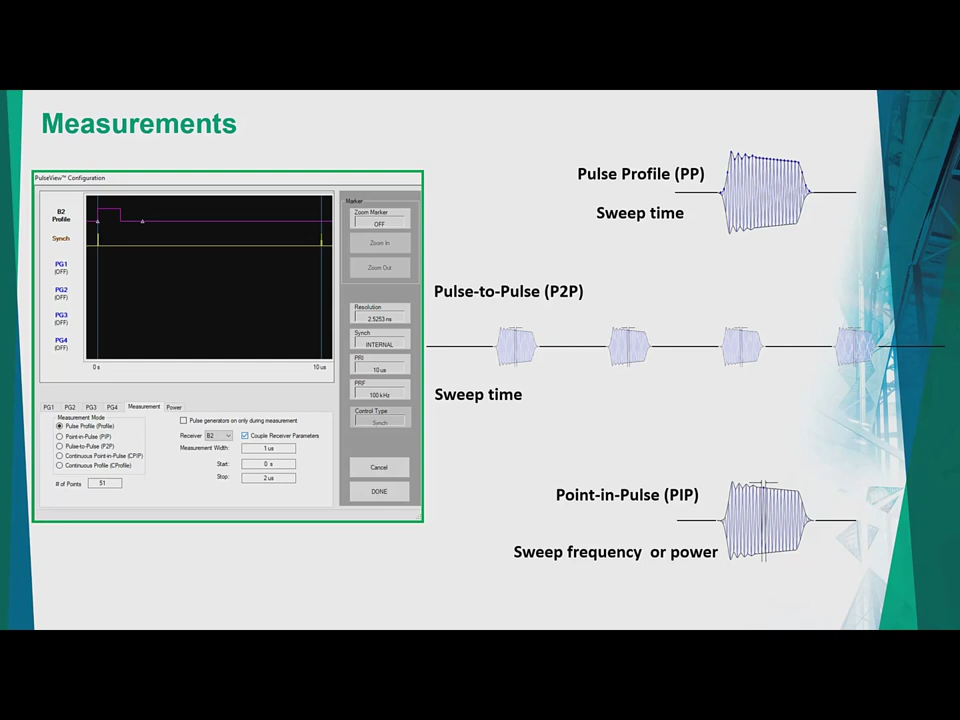 Measurements
PulseView™ Configuration
B2
Profile
Synch
PG1
(OFF)
PG2
(OFF)
PG3
(OFF)
PG4
(OFF)
0 s
10 us
Marker
Zoom Marker
OFF
Zoom In
Zoom Out
Resolution
2.5253 ns
Synch
INTERNAL
PRI
10 us
PRF
100 kHz
Control Type
Synch
Cancel
DONE
PG1 PG2 PG3 PG4 Measurement Power
Measurement Mode
Pulse Profile (Profile)
Point-in-Pulse (PIP)
Pulse-to-Pulse (P2P)
Continuous Point-in-Pulse (CPIP)
Continuous Profile (CProfile)
# of Points 51
Pulse generators on only during measurement
Receiver B2 Couple Receiver Parameters
Measurement Width: 1 us
Start: 0 s
Stop: 2 us
Pulse Profile (PP)
Sweep time
Pulse-to-Pulse (P2P)
Sweep time
Point-in-Pulse (PIP)
Sweep frequency or power